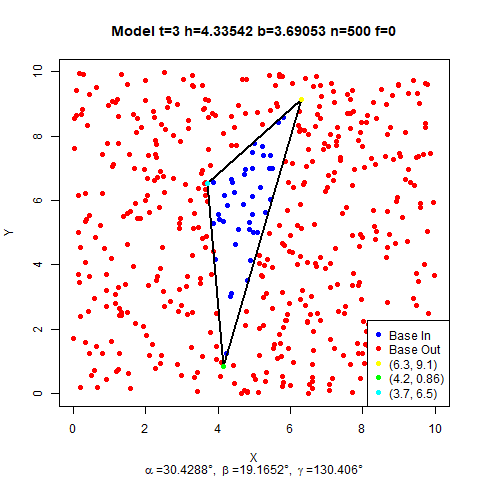 Model t=3 h=4.33542 b=3.69053 n=500 f=0
10
8
6
4
2
0
Y
Base In
Base Out
(6.3, 9.1)
(4.2, 0.86)
(3.7, 6.5)
0 2 4 6 8 10
X
α=30.4288°, β=19.1652°, γ=130.406°